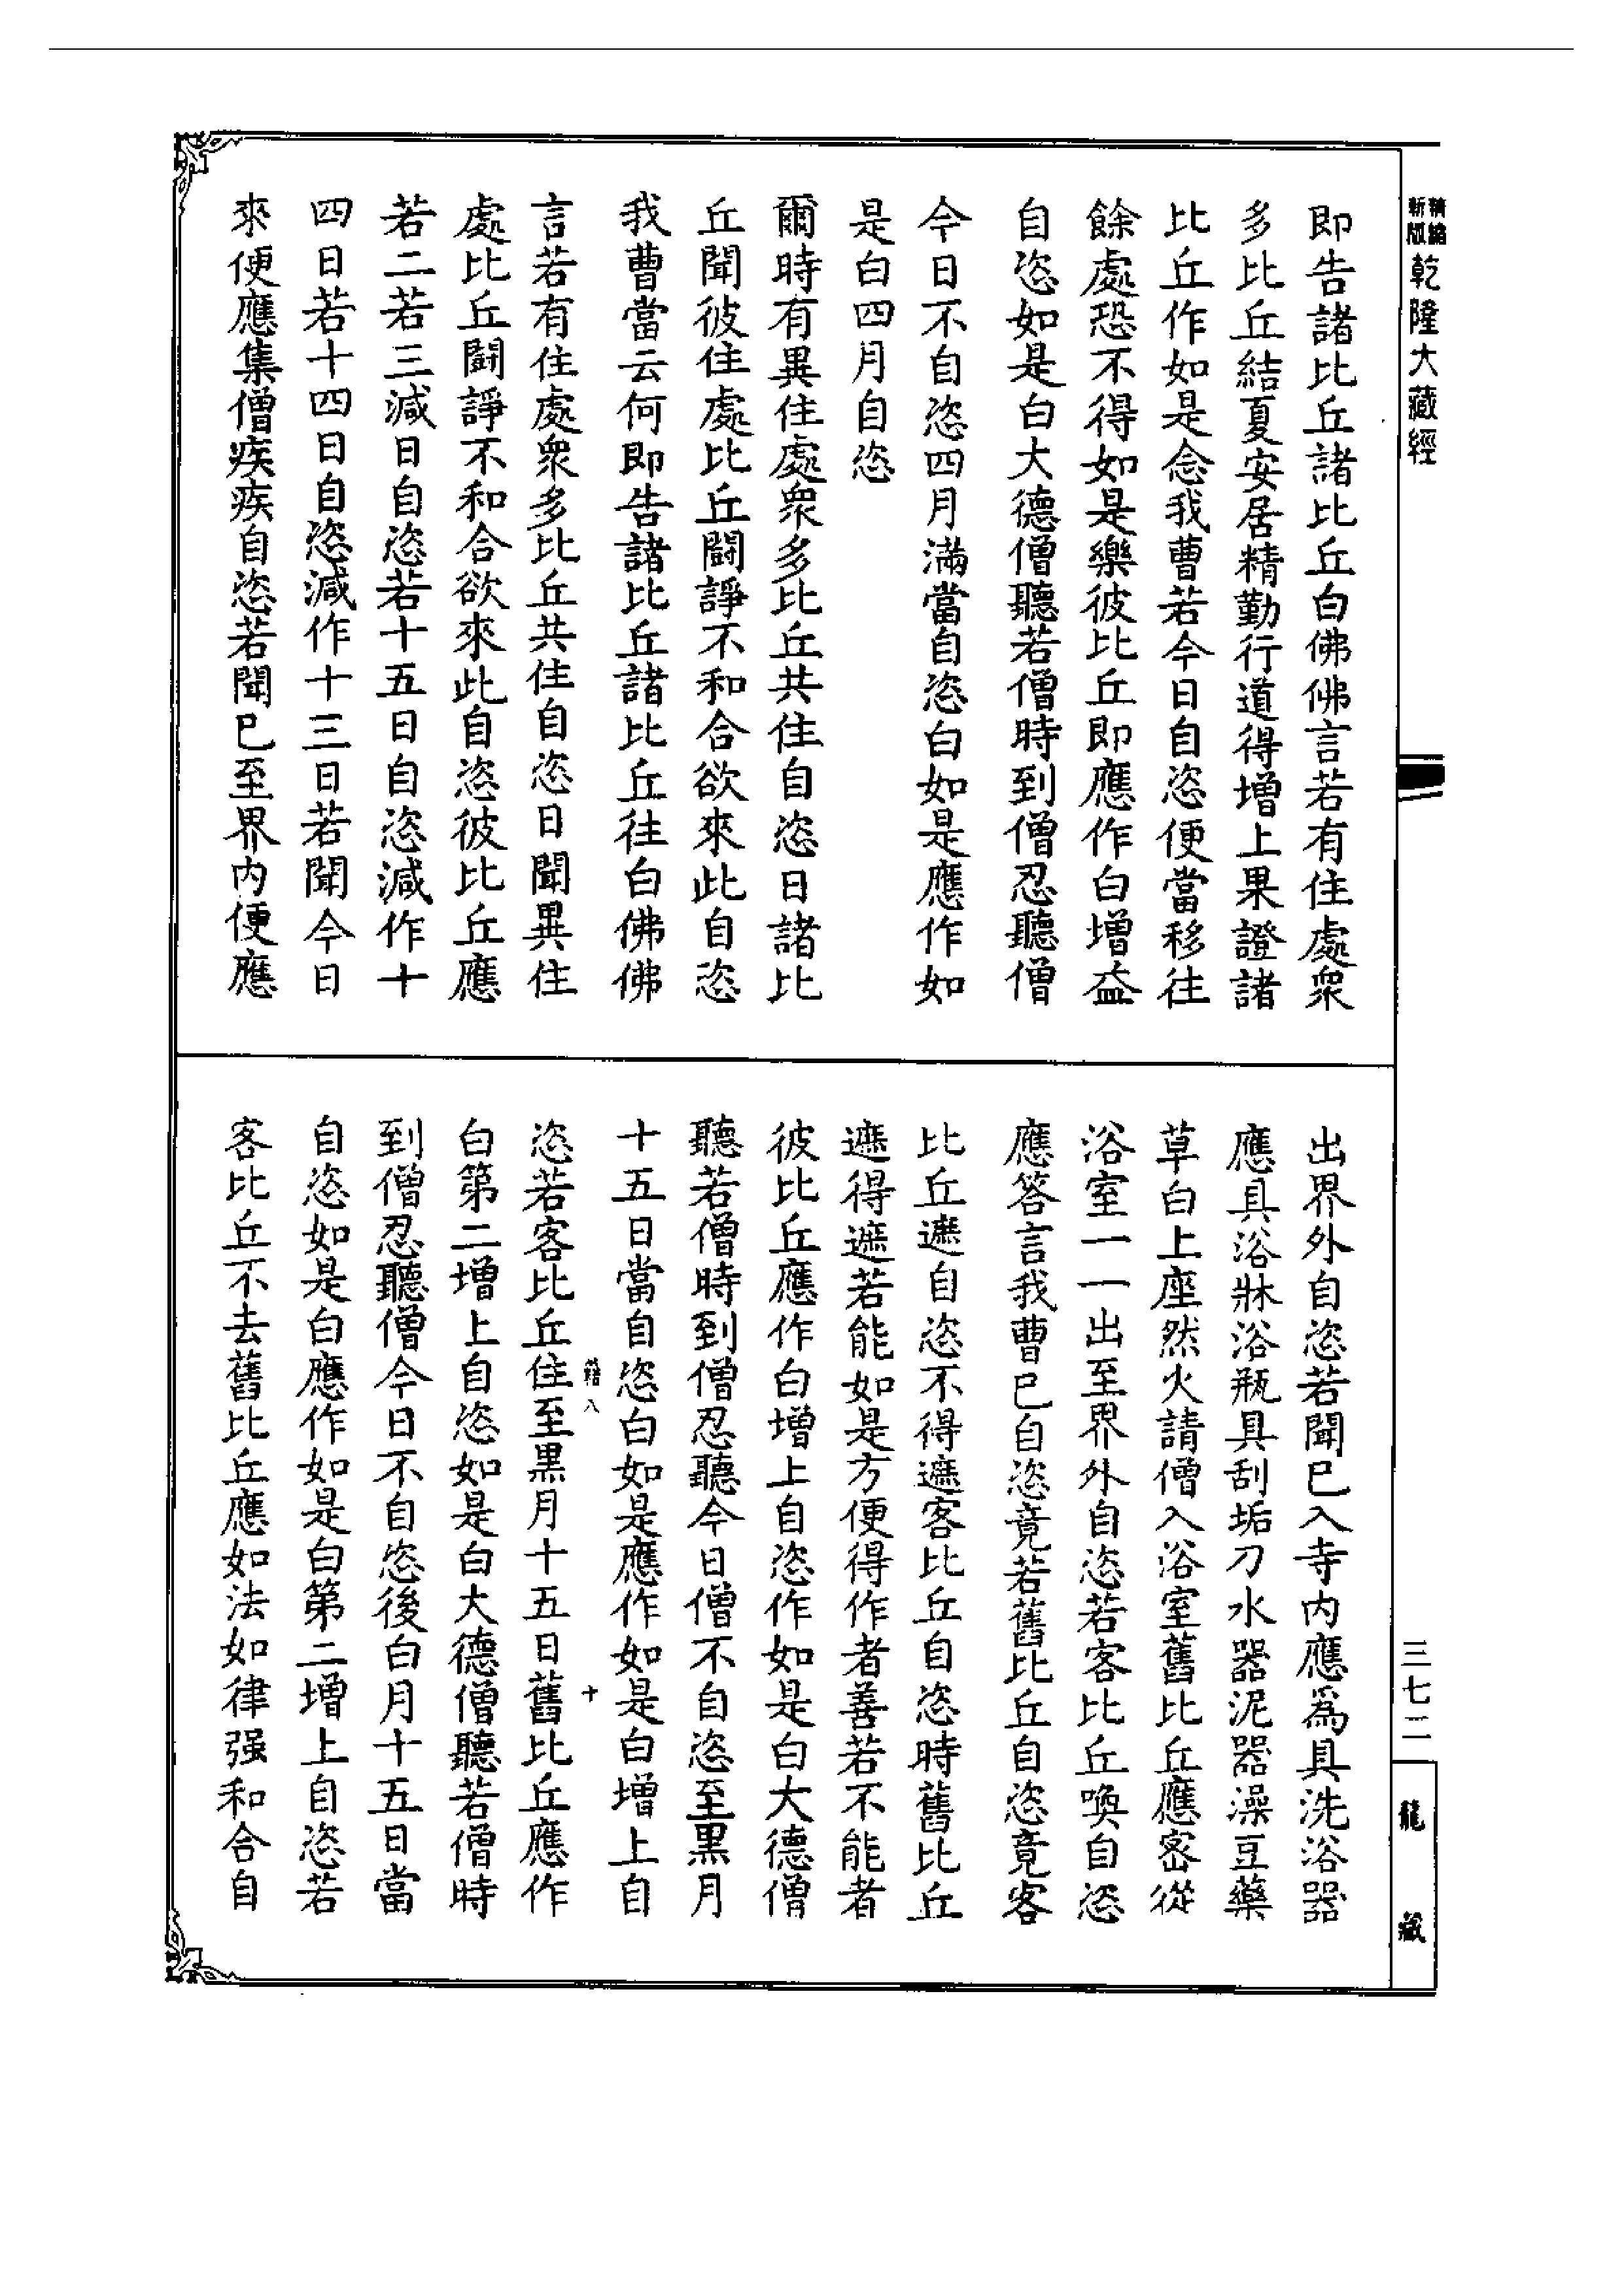 精縮新版乾隆大藏經
即告諸比丘諸比丘白佛佛言若有住處衆
多比丘結夏安居精勤行道得增上果證諸
比丘作如是念我曹若今日自恣便當移往
餘處恐不得如是樂彼比丘即應作白增益
自恣如是白大德僧聽若僧時到僧忍聽僧
今日不自恣四月滿當自恣白如是應作如
是白四月自恣
爾時有異住處衆多比丘共住自恣日諸比
丘聞彼住處比丘鬪諍不和合欲來此自恣
我曹當云何即告諸比丘諸比丘往白佛佛
言若有住處衆多比丘共住自恣日聞異住
處比丘鬪諍不和合欲來此自恣彼比丘應
若二若三減日自恣若十五日自恣減作十
四日若十四日自恣減作十三日若聞今日
來便應集僧疾疾自恣若聞已至界內便應
出界外自恣若聞已入寺內應爲具洗浴器
應具浴牀浴瓶具刮垢刀水器泥器澡豆藥
草白上座然火請僧入浴室舊比丘應密從
浴室一一出至界外自恣若客比丘喚自恣
應答言我曹已自恣竟若舊比丘自恣竟客
比丘遮自恣不得遮客比丘自恣時舊比丘
遮得遮若能如是方便得作者善若不能者
彼比丘應作白增上自恣作如是白大德僧
聽若僧時到僧忍聽今日僧不自恣至黑月
十五日當自恣白如是應作如是白增上自
恣若客比丘住至黑月十五日舊比丘應作
白第二增上自恣如是白大德僧聽若僧時
到僧忍聽僧今日不自恣後白月十五日當
自恣如是白應作如是白第二增上自恣若
客比丘不去舊比丘應如法如律强和合自
八 十
三七二
龍藏